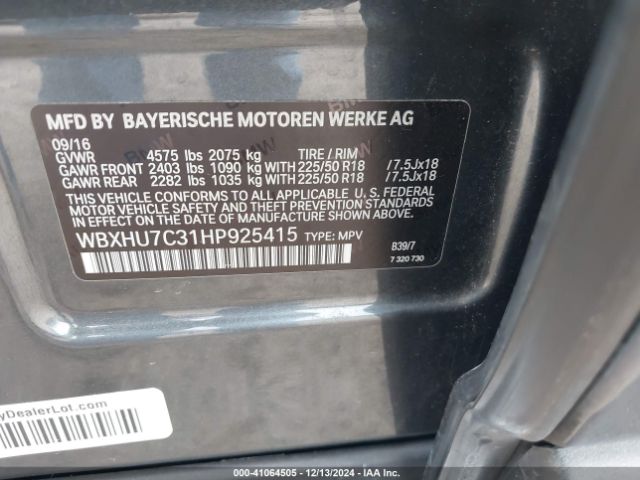 MFD BY BAYERISCHE MOTOREN WERKE AG
09/16
GVWR 4575 lbs 2075 kg TIRE / RIM
GAWR FRONT 2403 lbs 1090 kg WITH 225/50 R18 /7.5Jx18
GAWR REAR 2282 lbs 1035 kg WITH 225/50 R18 /7.5Jx18
THIS VEHICLE CONFORMS TO ALL APPLICABLE U. S. FEDERAL
MOTOR VEHICLE SAFETY BUMPER, AND THEFT PREVENTION
STANDARDS IN EFFECT ON THE DATE OF MANUFACTURE SHOWN ABOVE.
WBXHU7C31HP925415 TYPE: MPV
B39/7
7 320 730
yDealerLot.com
000-41064505 - 12/13/2024 - IAA Inc.